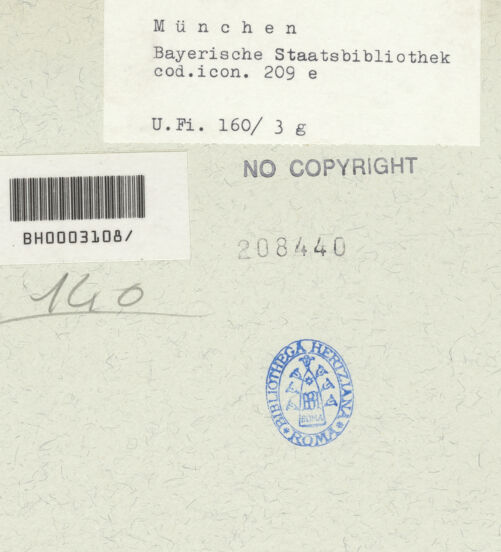 München
Bayerische Staatsbibliothek
cod.icon. 209 e
U.Fi. 160/ 3 g
NO COPYRIGHT
BH0003108/
208440
140
BIBLIOTHECA HERTZIANA
ROMA